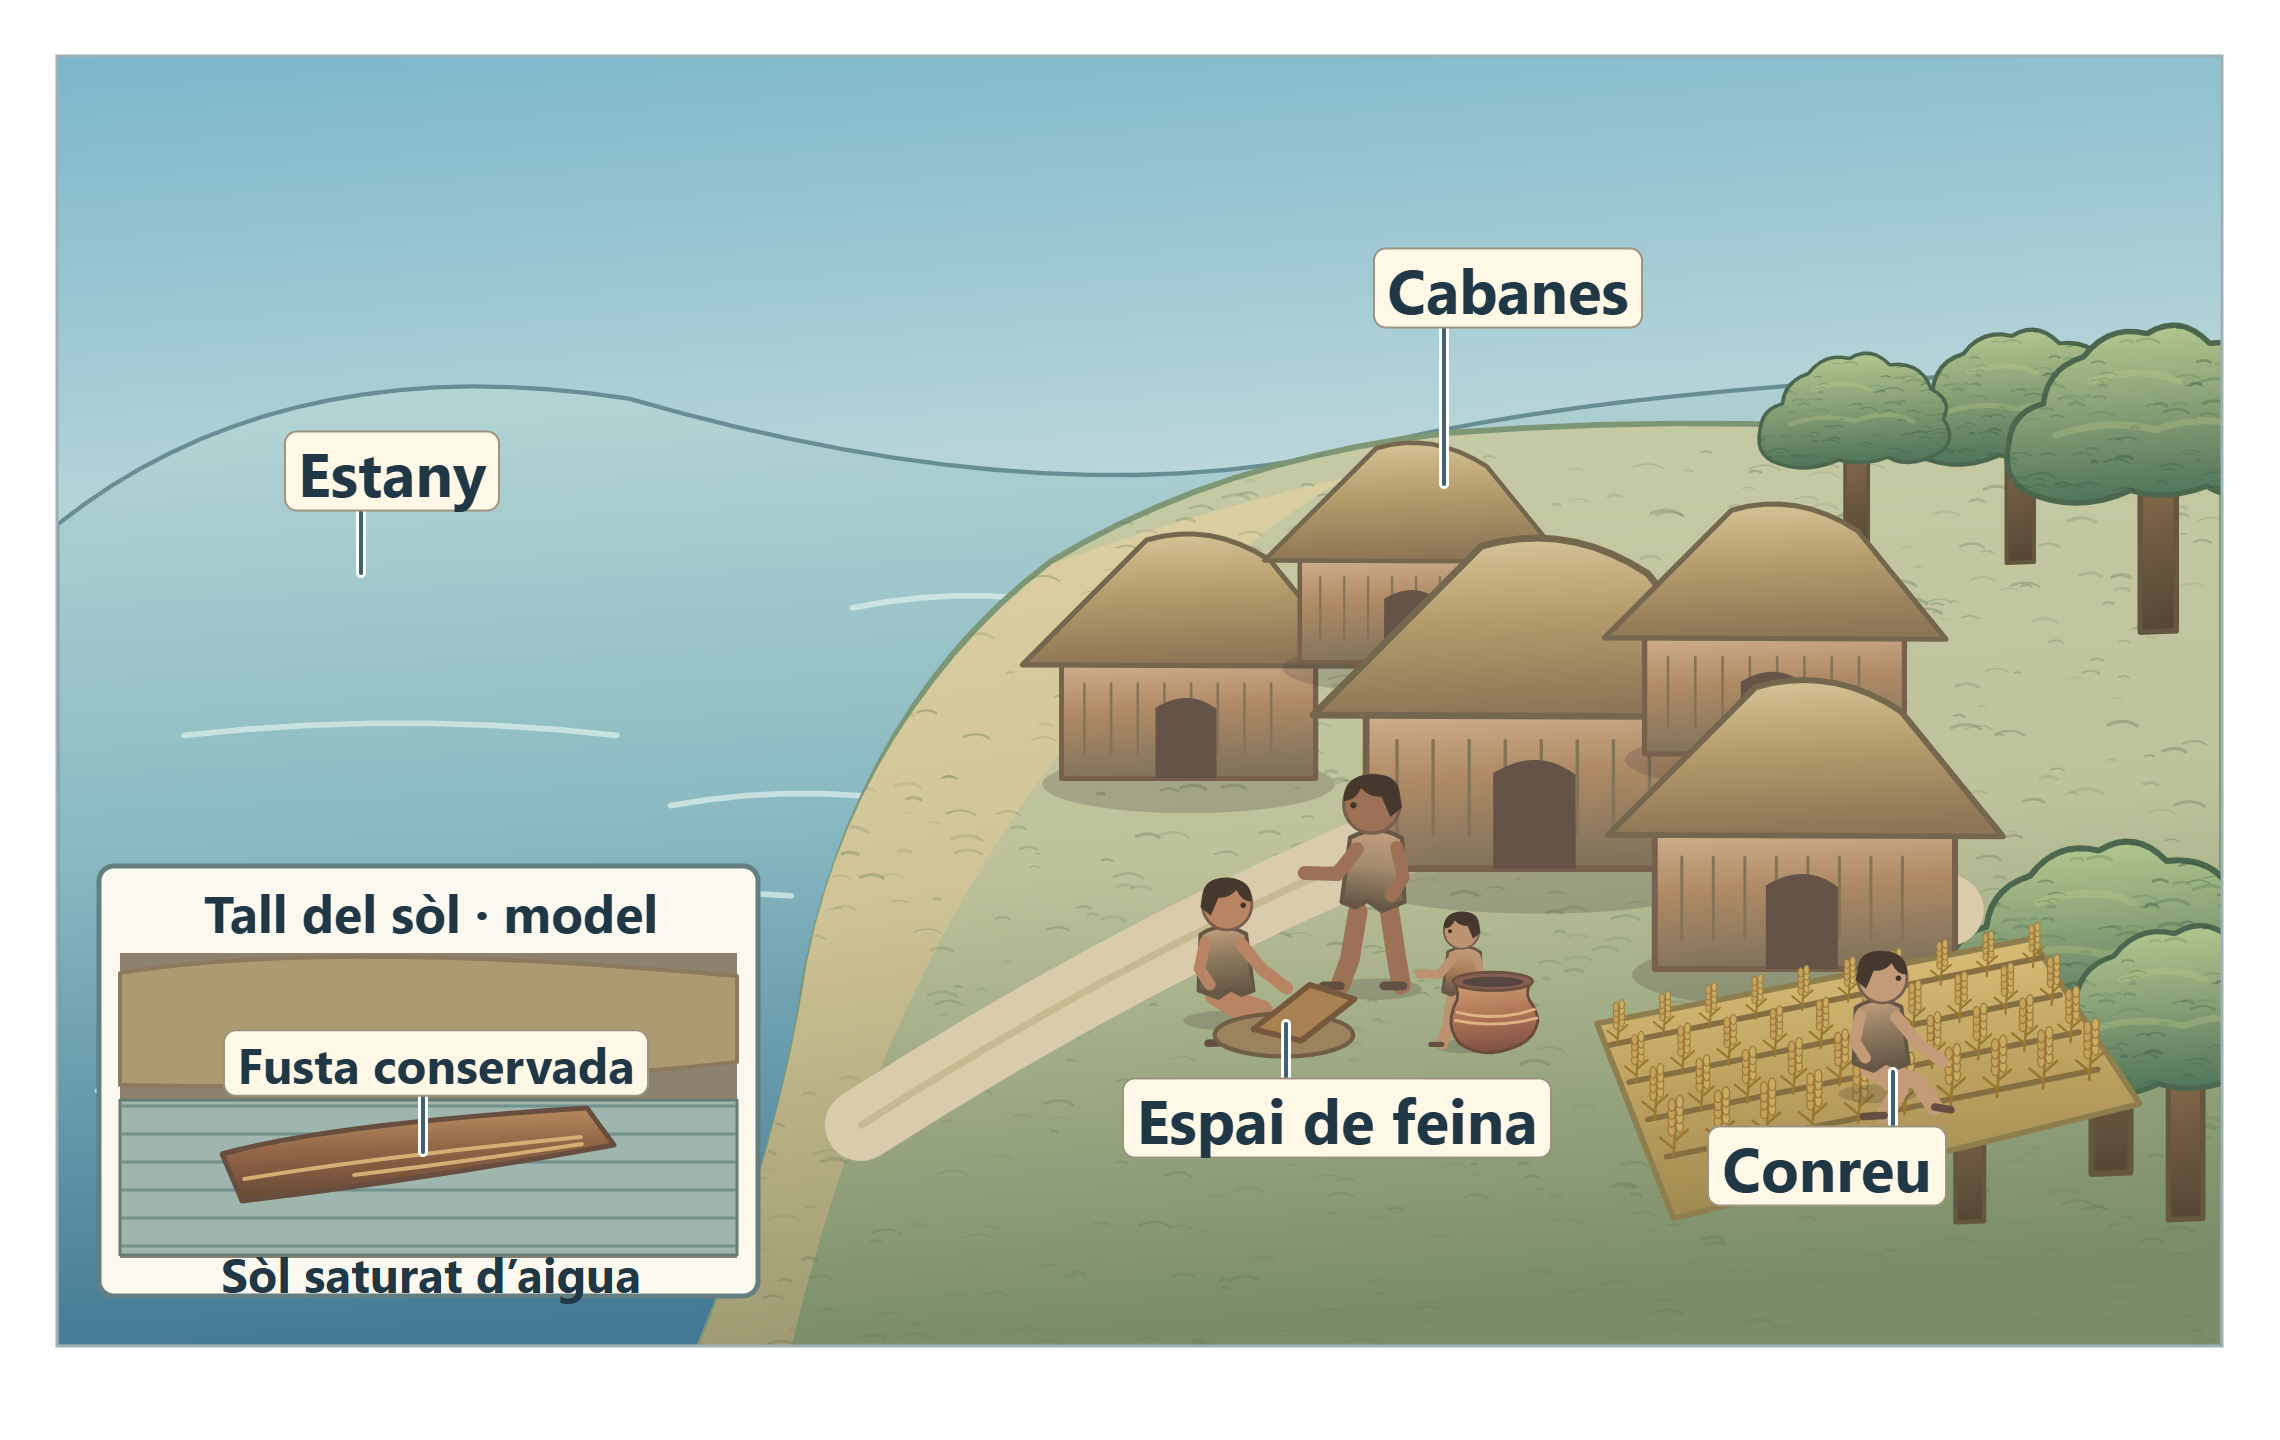 Cabanes
Estany
Tall del sòl · model
Fusta conservada
Sòl saturat d’aigua
Espai de feina
Conreu